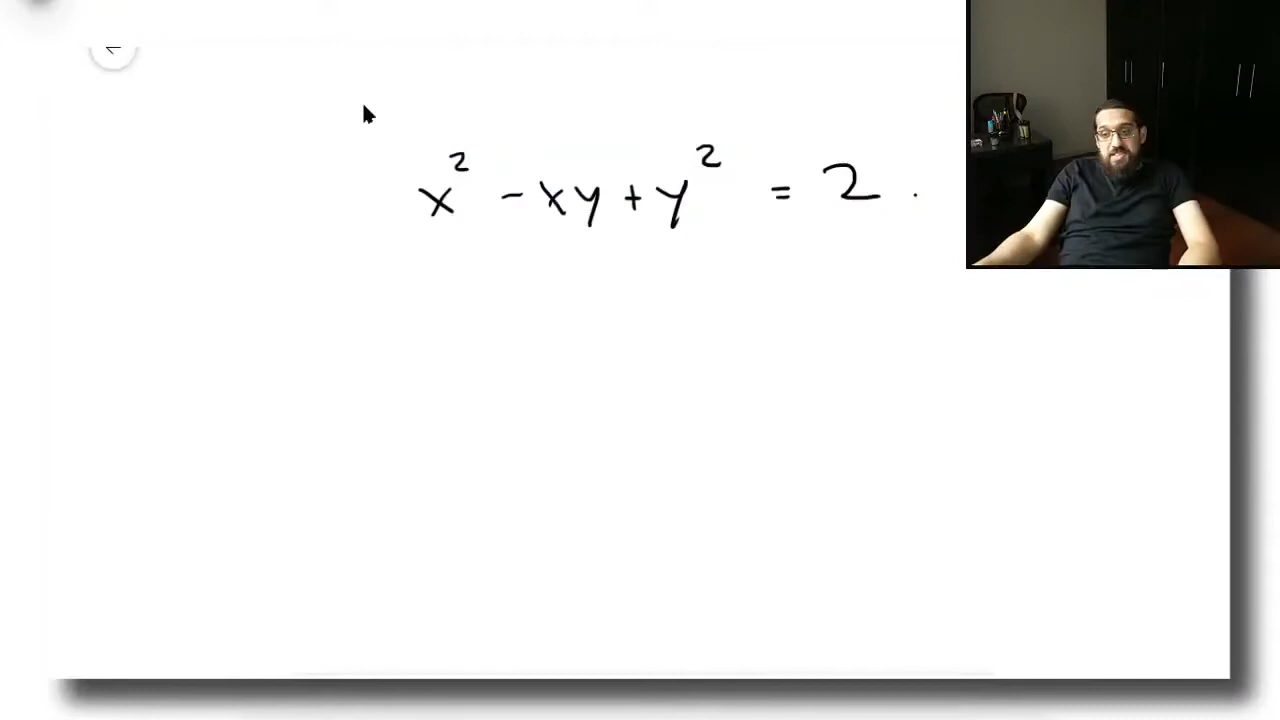 x² - xy + y² = 2.